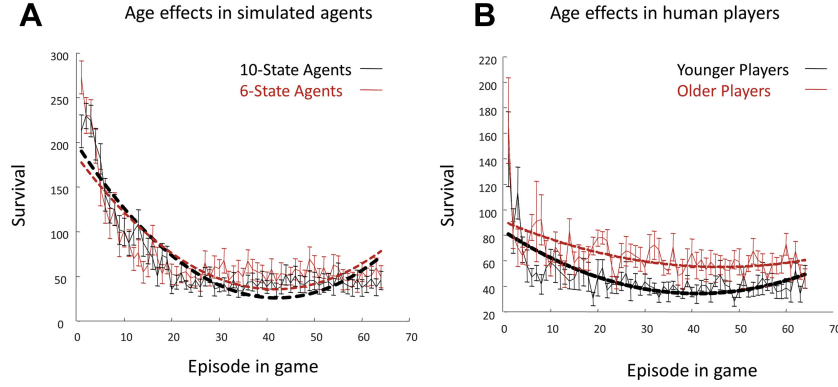 A
Age effects in simulated agents
300
250
200
150
100
50
0
0 10 20 30 40 50 60 70
Survival
Episode in game
10-State Agents
6-State Agents
B
Age effects in human players
220
200
180
160
140
120
100
80
60
40
20
0 10 20 30 40 50 60 70
Survival
Episode in game
Younger Players
Older Players